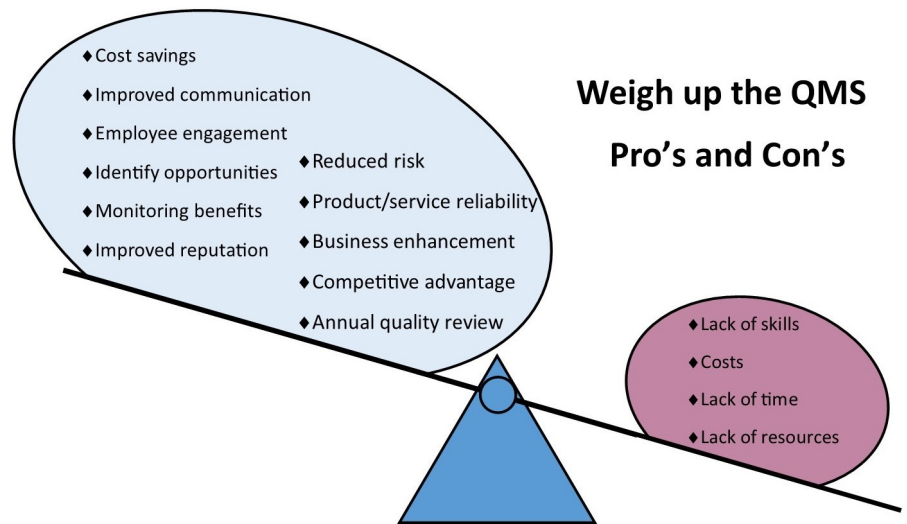 Weigh up the QMS
Pro's and Con's
♦Cost savings
♦Improved communication
♦Employee engagement
♦Identify opportunities
♦Monitoring benefits
♦Improved reputation
♦Reduced risk
♦Product/service reliability
♦Business enhancement
♦Competitive advantage
♦Annual quality review
♦Lack of skills
♦Costs
♦Lack of time
♦Lack of resources